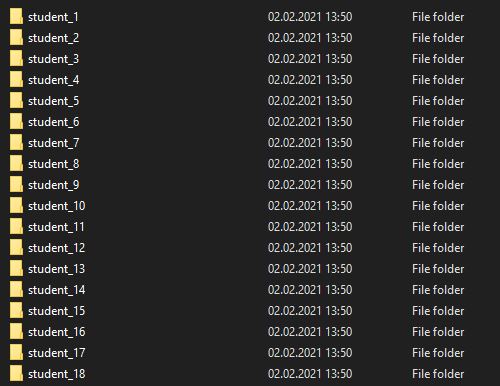 student_1 02.02.2021 13:50 File folder
student_2 02.02.2021 13:50 File folder
student_3 02.02.2021 13:50 File folder
student_4 02.02.2021 13:50 File folder
student_5 02.02.2021 13:50 File folder
student_6 02.02.2021 13:50 File folder
student_7 02.02.2021 13:50 File folder
student_8 02.02.2021 13:50 File folder
student_9 02.02.2021 13:50 File folder
student_10 02.02.2021 13:50 File folder
student_11 02.02.2021 13:50 File folder
student_12 02.02.2021 13:50 File folder
student_13 02.02.2021 13:50 File folder
student_14 02.02.2021 13:50 File folder
student_15 02.02.2021 13:50 File folder
student_16 02.02.2021 13:50 File folder
student_17 02.02.2021 13:50 File folder
student_18 02.02.2021 13:50 File folder